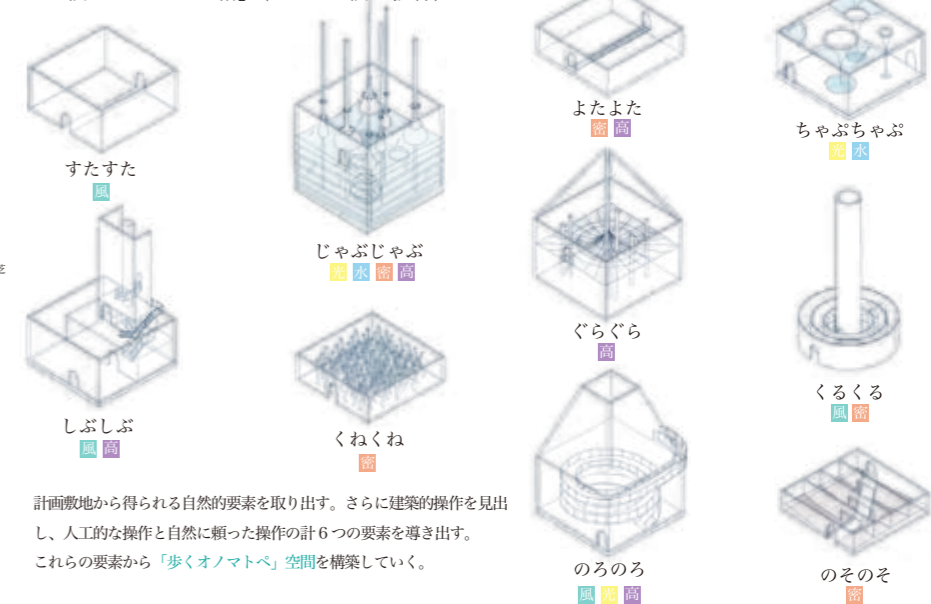 すたすた
風
じゃぶじゃぶ
光 水 密 高
よたよた
密 高
ちゃぷちゃぷ
光 水
しぶしぶ
風 高
くねくね
密
ぐらぐら
高
くるくる
風 密
のろのろ
風 光 高
のそのそ
密
計画敷地から得られる自然的要素を取り出す。さらに建築的操作を見出
し、人工的な操作と自然に頼った操作の計６つの要素を導き出す。
これらの要素から「歩くオノマトペ」空間を構築していく。